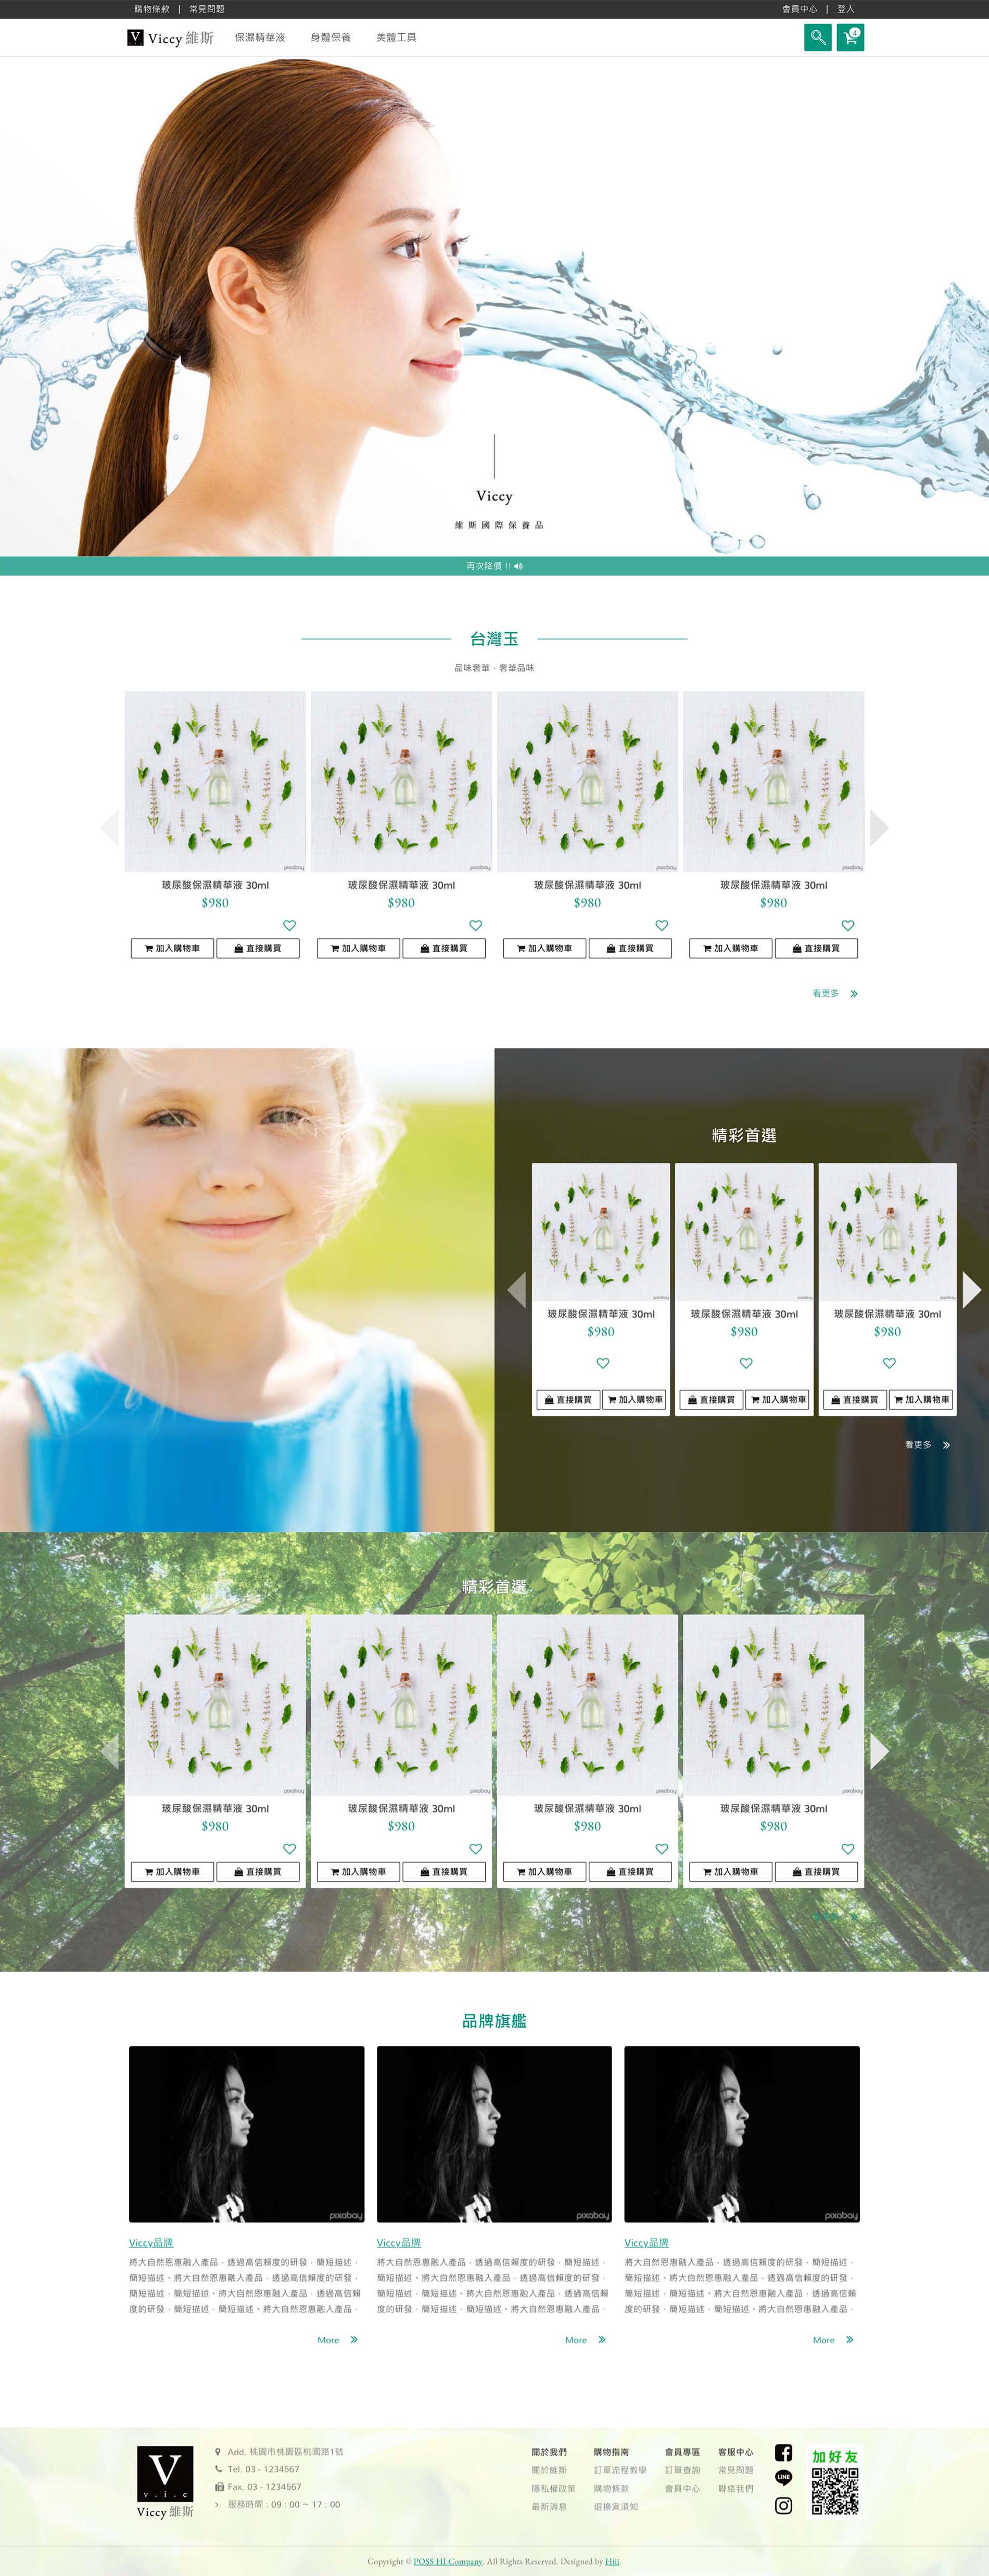 購物條款 | 常見問題
會員中心 | 登入
V Viccy 維斯
保濕精華液 身體保養 美體工具
4
Viccy
維斯國際保養品
再次降價 !!
台灣玉
品味奢華．奢華品味
pixabay pixabay pixabay pixabay
玻尿酸保濕精華液 30ml 玻尿酸保濕精華液 30ml 玻尿酸保濕精華液 30ml 玻尿酸保濕精華液 30ml
$980 $980 $980 $980
加入購物車 直接購買 加入購物車 直接購買 加入購物車 直接購買 加入購物車 直接購買
看更多
精彩首選
pixabay pixabay pixabay
玻尿酸保濕精華液 30ml 玻尿酸保濕精華液 30ml 玻尿酸保濕精華液 30ml
$980 $980 $980
直接購買 加入購物車 直接購買 加入購物車 直接購買 加入購物車
看更多
精彩首選
pixabay pixabay pixabay pixabay
玻尿酸保濕精華液 30ml 玻尿酸保濕精華液 30ml 玻尿酸保濕精華液 30ml 玻尿酸保濕精華液 30ml
$980 $980 $980 $980
加入購物車 直接購買 加入購物車 直接購買 加入購物車 直接購買 加入購物車 直接購買
品牌旗艦
pixabay pixabay pixabay
Viccy品牌
將大自然恩惠融入產品．透過高信賴度的研發．簡短描述．
簡短描述。將大自然恩惠融入產品．透過高信賴度的研發．
簡短描述．簡短描述。將大自然恩惠融入產品．透過高信賴
度的研發．簡短描述．簡短描述。將大自然恩惠融入產品．
More
Viccy品牌
將大自然恩惠融入產品．透過高信賴度的研發．簡短描述．
簡短描述。將大自然恩惠融入產品．透過高信賴度的研發．
簡短描述．簡短描述。將大自然恩惠融入產品．透過高信賴
度的研發．簡短描述．簡短描述。將大自然恩惠融入產品．
More
Viccy品牌
將大自然恩惠融入產品．透過高信賴度的研發．簡短描述．
簡短描述。將大自然恩惠融入產品．透過高信賴度的研發．
簡短描述．簡短描述。將大自然恩惠融入產品．透過高信賴
度的研發．簡短描述．簡短描述。將大自然恩惠融入產品．
More
V
v . i . c
Viccy 維斯
Add. 桃園市桃園區桃園路1號
Tel. 03 - 1234567
Fax. 03 - 1234567
服務時間 : 09 : 00 ~ 17 : 00
關於我們 購物指南 會員專區 客服中心
關於維斯 訂單流程教學 訂單查詢 常見問題
隱私權政策 購物條款 會員中心 聯絡我們
最新消息 退換貨須知
LINE
加好友
Copyright © POSS HI Company. All Rights Reserved. Designed by Hiii.